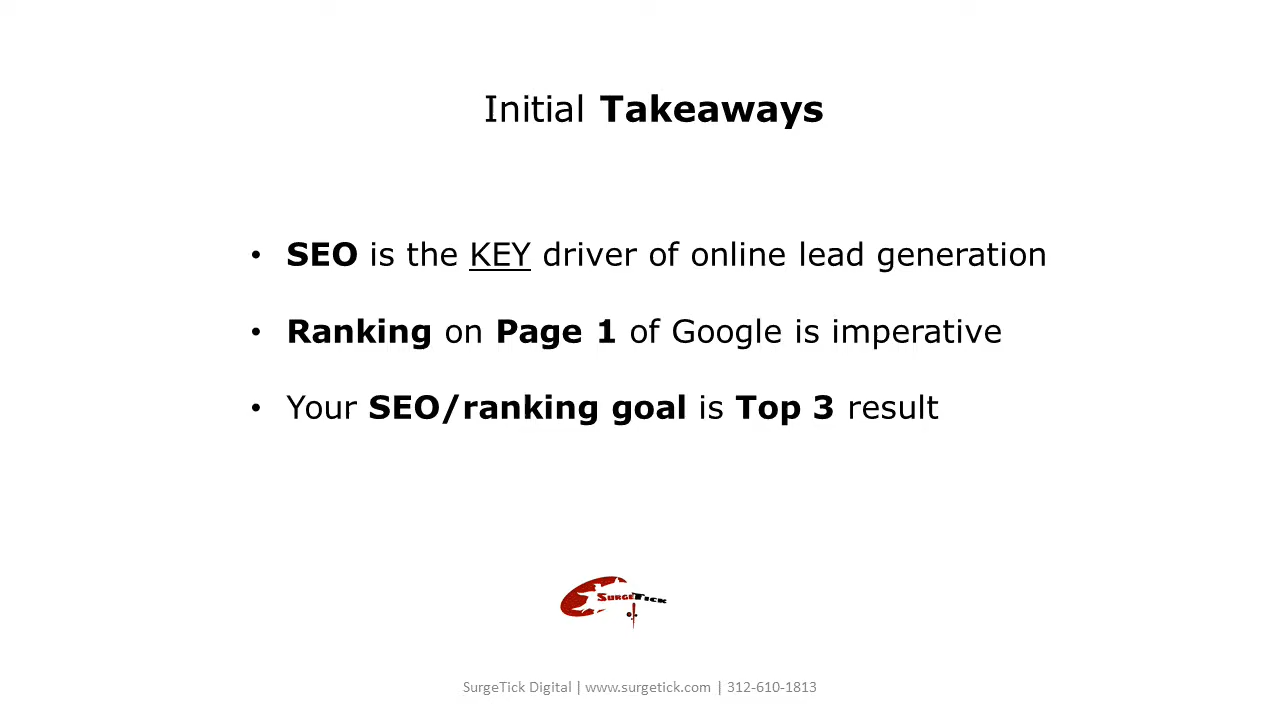 Initial Takeaways
• SEO is the KEY driver of online lead generation
• Ranking on Page 1 of Google is imperative
• Your SEO/ranking goal is Top 3 result
SurgeTick
SurgeTick Digital | www.surgetick.com | 312-610-1813